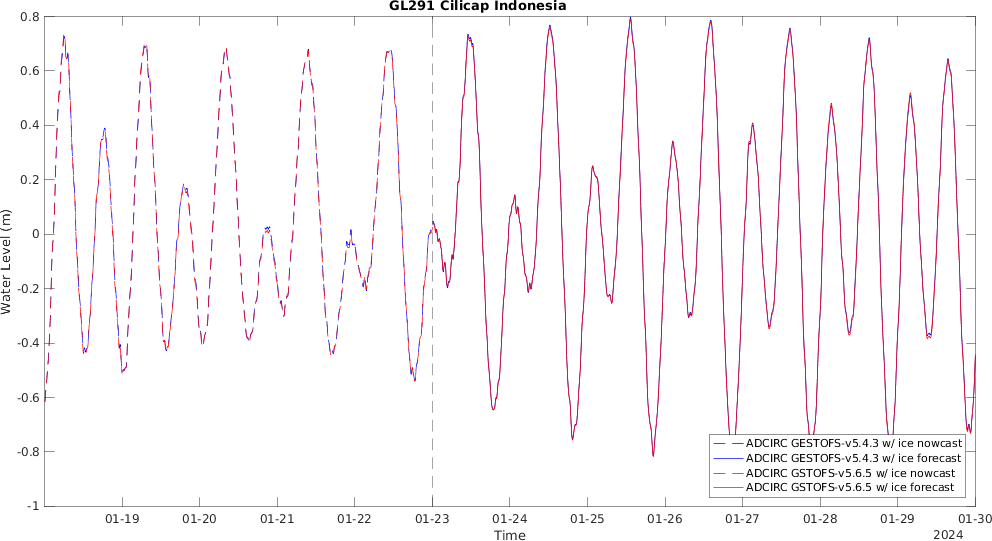 GL291 Cilicap Indonesia
Water Level (m)
0.8
0.6
0.4
0.2
0
-0.2
-0.4
-0.6
-0.8
-1
ADCIRC GESTOFS-v5.4.3 w/ ice nowcast
ADCIRC GESTOFS-v5.4.3 w/ ice forecast
ADCIRC GSTOFS-v5.6.5 w/ ice nowcast
ADCIRC GSTOFS-v5.6.5 w/ ice forecast
01-19 01-20 01-21 01-22 01-23 01-24 01-25 01-26 01-27 01-28 01-29 01-30
Time
2024